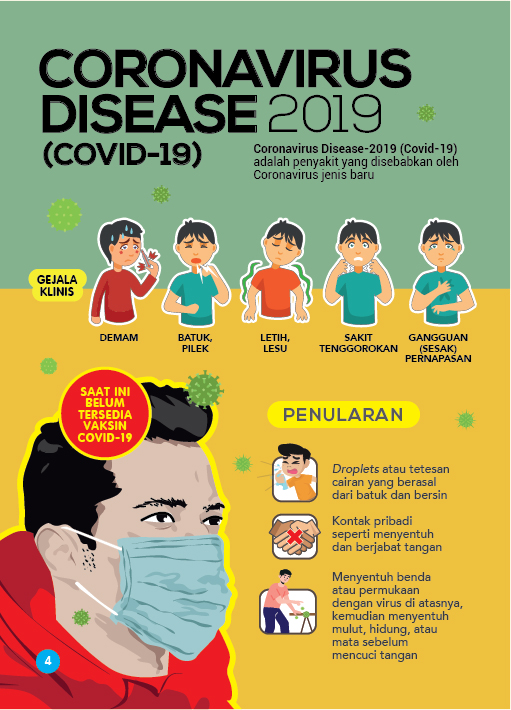 CORONAVIRUS
DISEASE 2019
(COVID-19)
Coronavirus Disease-2019 (Covid-19)
adalah penyakit yang disebabkan oleh
Coronavirus jenis baru
GEJALA
KLINIS
DEMAM
BATUK,
PILEK
LETIH,
LESU
SAKIT
TENGGOROKAN
GANGGUAN
(SESAK)
PERNAPASAN
SAAT INI
BELUM
TERSEDIA
VAKSIN
COVID-19
PENULARAN
Droplets atau tetesan
cairan yang berasal
dari batuk dan bersin
Kontak pribadi
seperti menyentuh
dan berjabat tangan
Menyentuh benda
atau permukaan
dengan virus di atasnya,
kemudian menyentuh
mulut, hidung, atau
mata sebelum
mencuci tangan
4